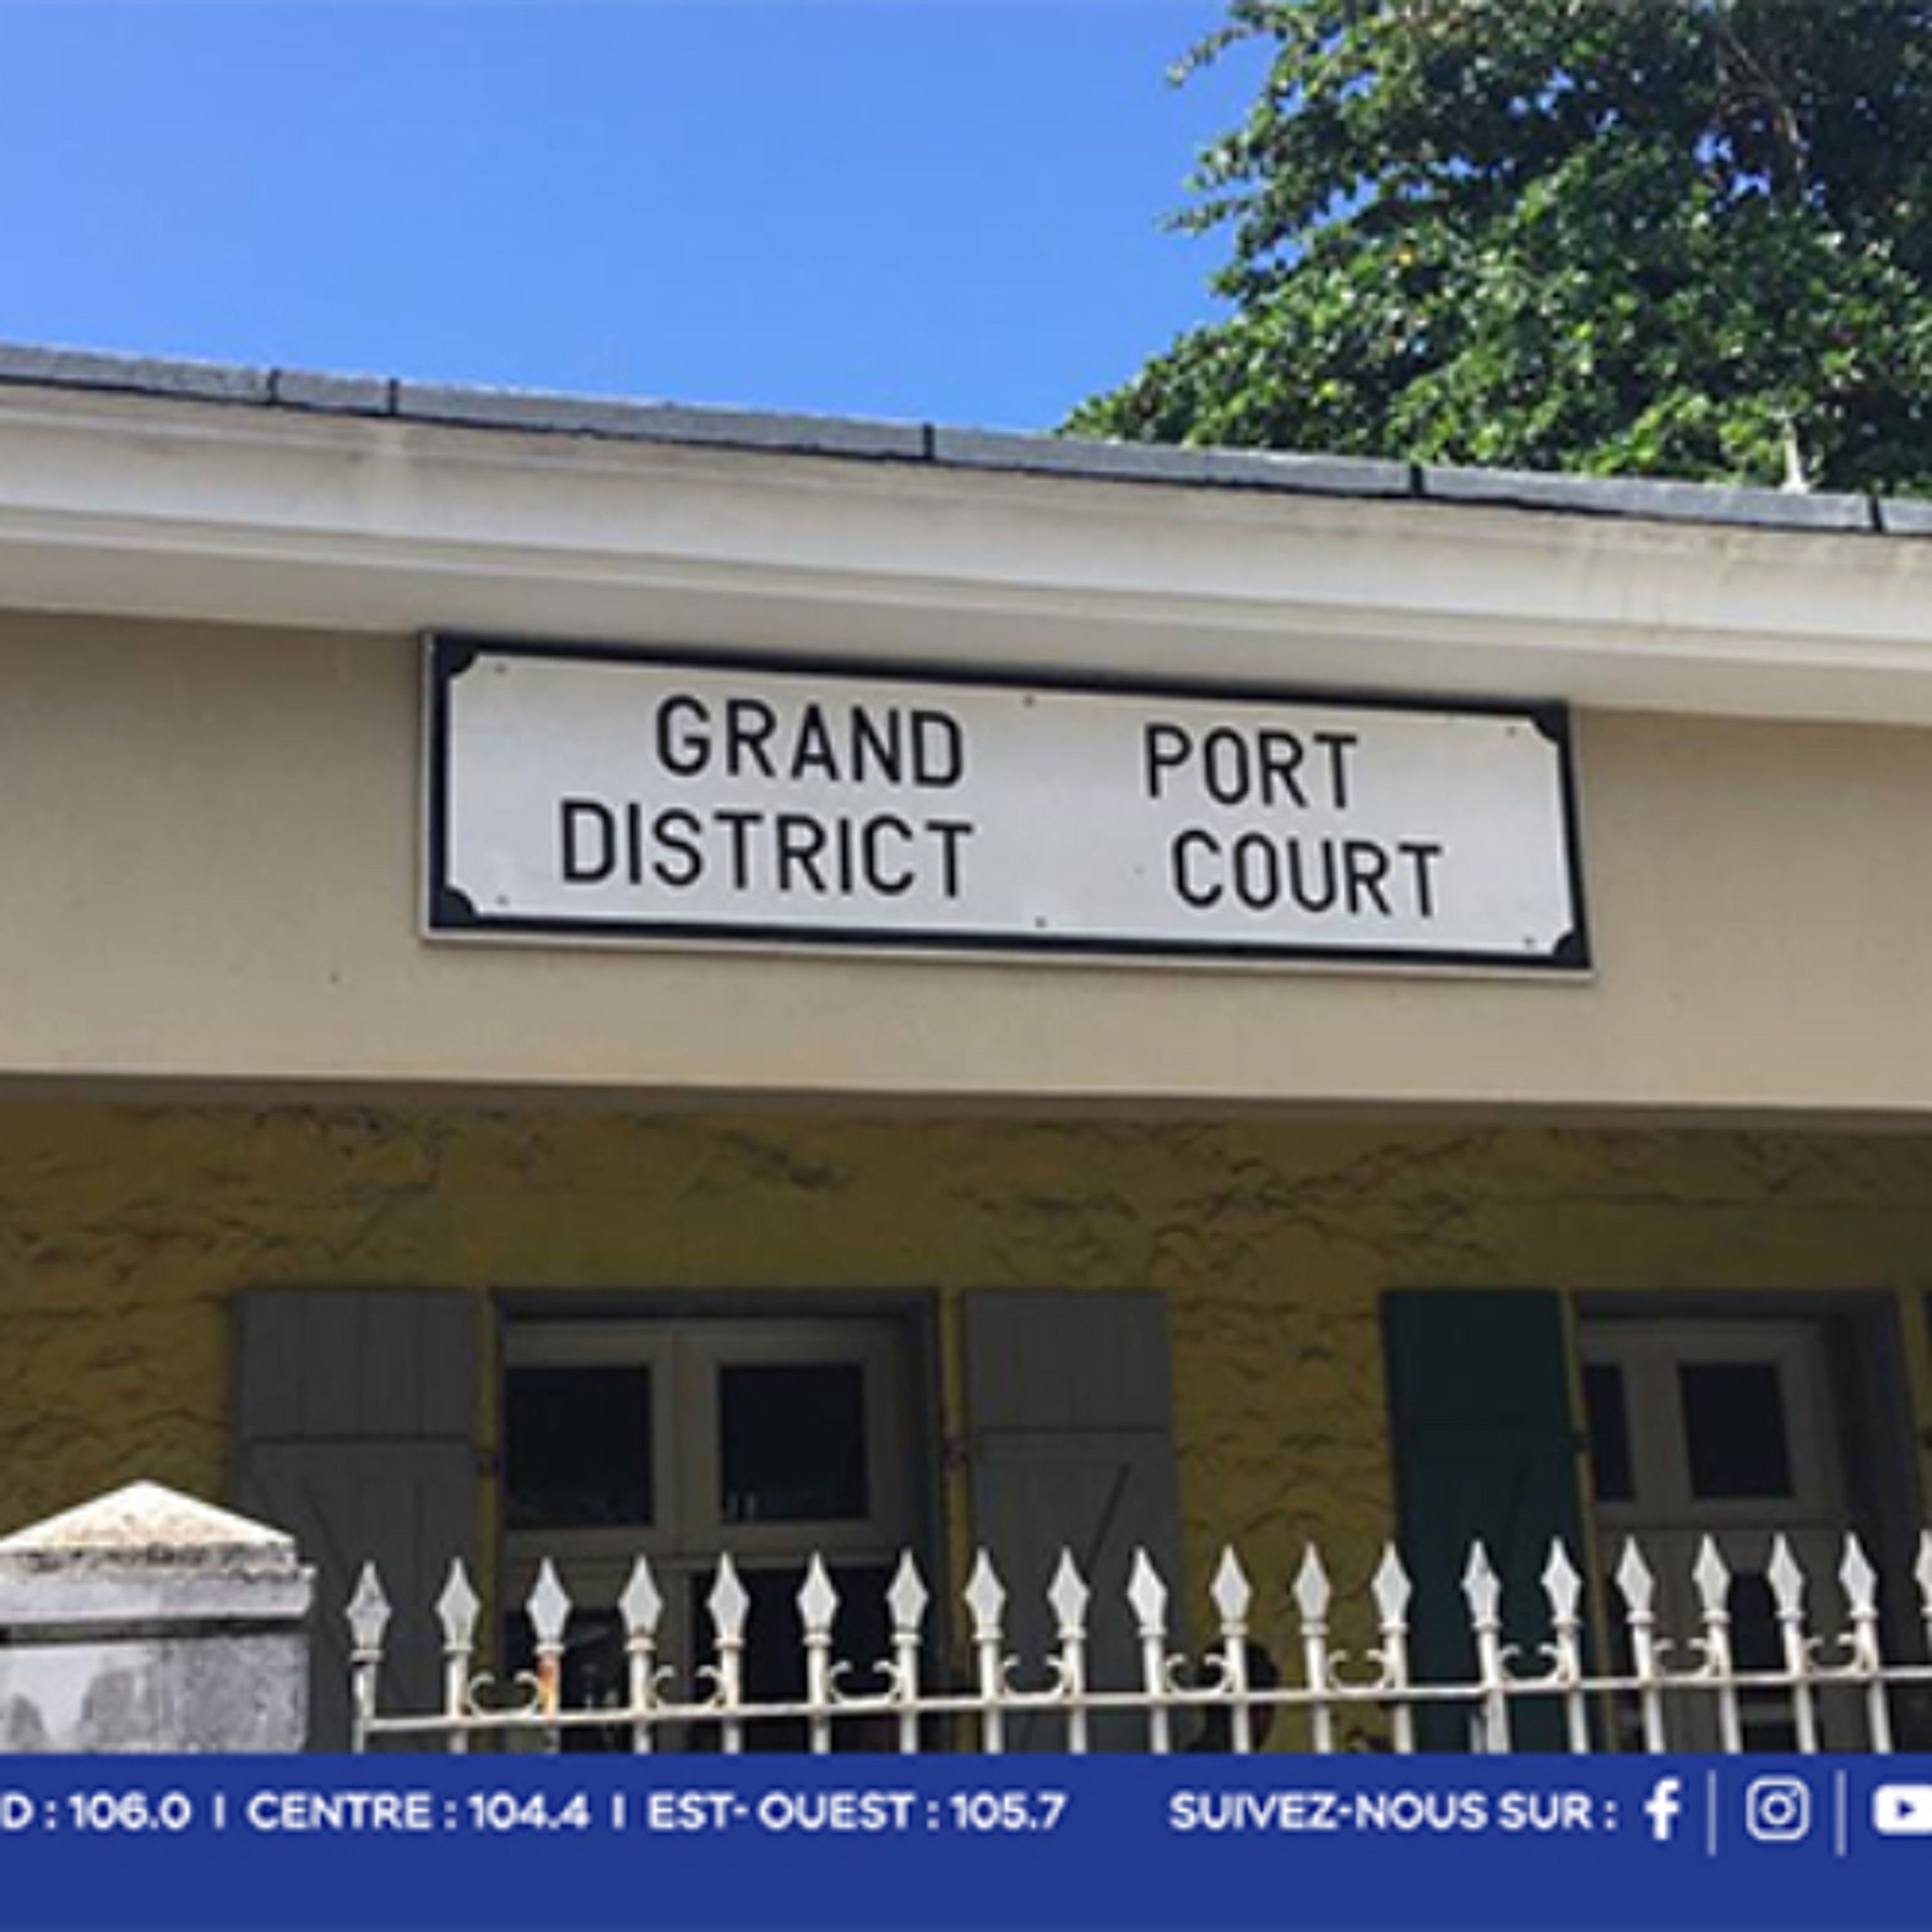 GRAND PORT
DISTRICT COURT
D : 106.0 I CENTRE : 104.4 I EST- OUEST : 105.7 SUIVEZ-NOUS SUR :